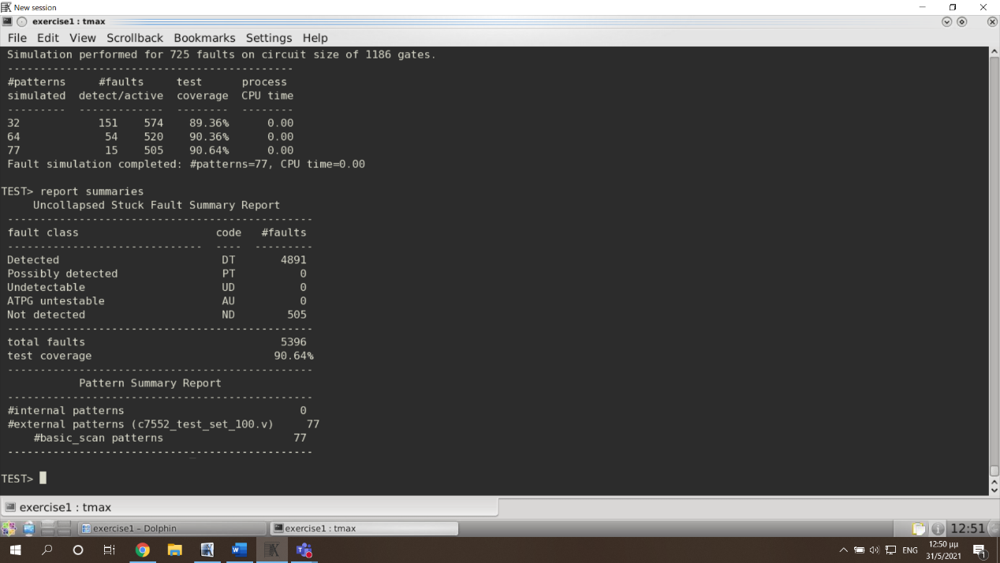 New session
exercise1 : tmax
File Edit View Scrollback Bookmarks Settings Help
Simulation performed for 725 faults on circuit size of 1186 gates.
---------------------------------------------
#patterns #faults test process
simulated detect/active coverage CPU time
--------- ------------- -------- --------
32 151 574 89.36% 0.00
64 54 520 90.36% 0.00
77 15 505 90.64% 0.00
Fault simulation completed: #patterns=77, CPU time=0.00
TEST> report summaries
Uncollapsed Stuck Fault Summary Report
-----------------------------------------------
fault class code #faults
------------------------------ ---- ---------
Detected DT 4891
Possibly detected PT 0
Undetectable UD 0
ATPG untestable AU 0
Not detected ND 505
-----------------------------------------------
total faults 5396
test coverage 90.64%
-----------------------------------------------
Pattern Summary Report
-----------------------------------------------
#internal patterns 0
#external patterns (c7552_test_set_100.v) 77
#basic_scan patterns 77
-----------------------------------------------
TEST>
exercise1 : tmax
exercise1 – Dolphin exercise1 : tmax 12:51
ENG 12:50 μμ
31/5/2021